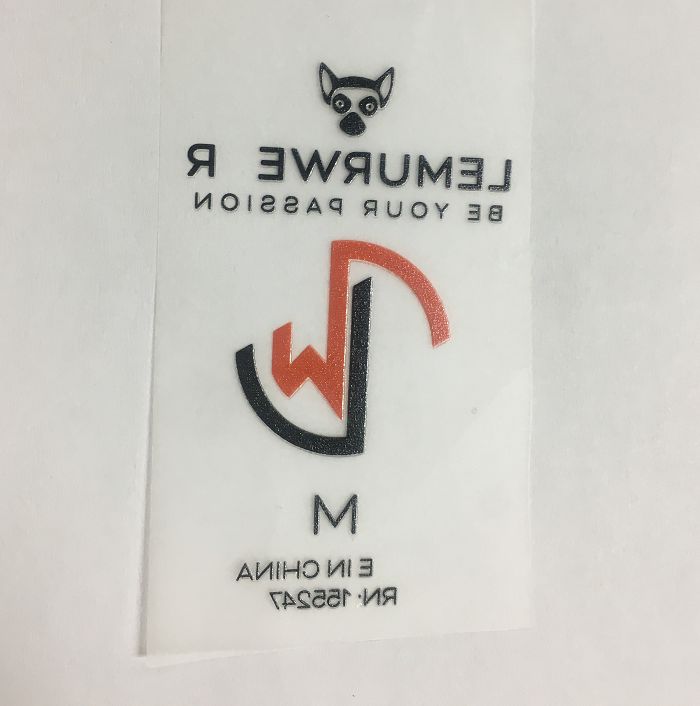 LEMURWE R
BE YOUR PASSION
M
E IN CHINA
RN:155247